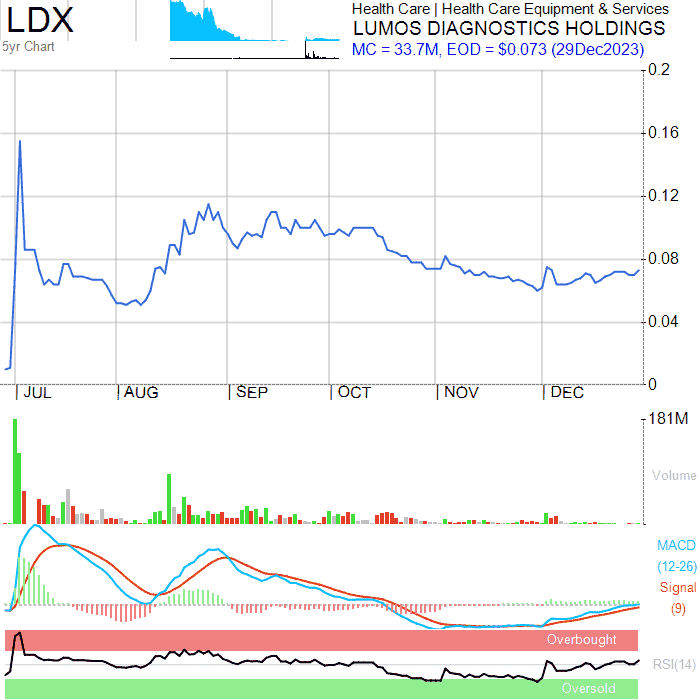 LDX
5yr Chart
Health Care | Health Care Equipment & Services
LUMOS DIAGNOSTICS HOLDINGS
MC = 33.7M, EOD = $0.073 (29Dec2023)
0.2
0.16
0.12
0.08
0.04
0
JUL AUG SEP OCT NOV DEC
181M
Volume
MACD
(12-26)
Signal
(9)
Overbought
RSI(14)
Oversold